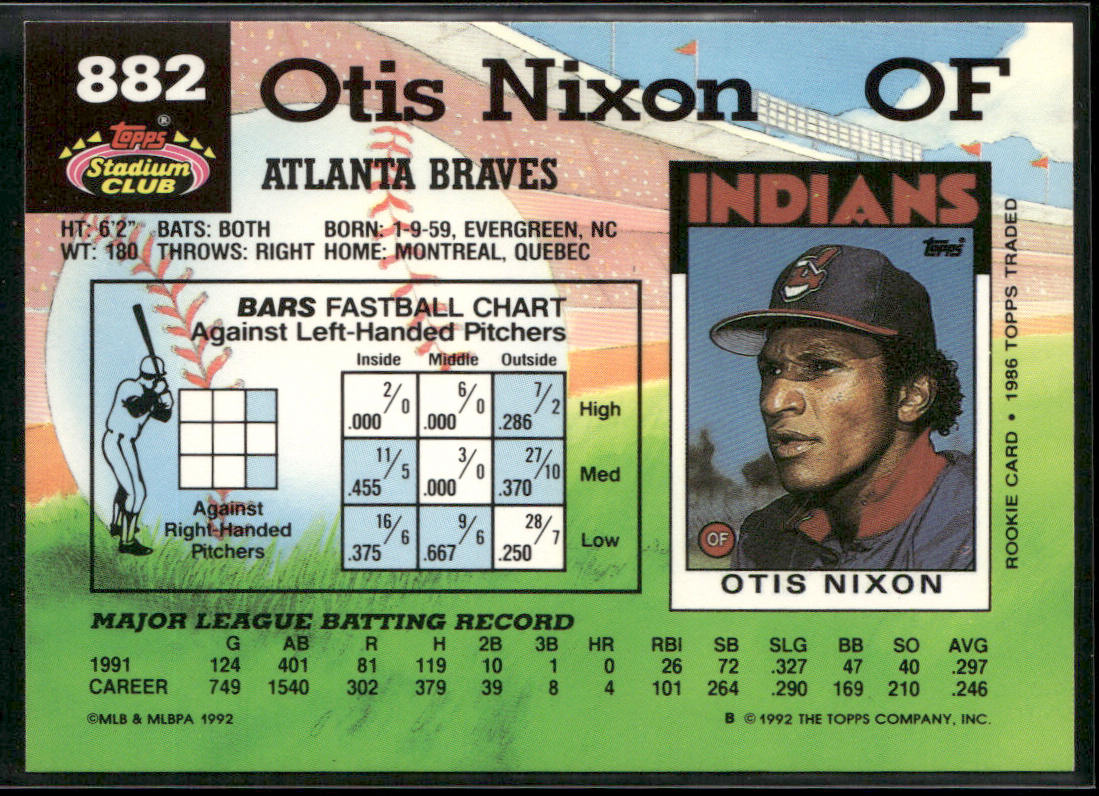 882
Otis Nixon OF
Topps®
Stadium
CLUB
ATLANTA BRAVES
HT: 6'2" BATS: BOTH BORN: 1-9-59, EVERGREEN, NC
WT: 180 THROWS: RIGHT HOME: MONTREAL, QUEBEC
BARS FASTBALL CHART
Against Left-Handed Pitchers
Inside Middle Outside
2/0 6/0 7/2
.000 .000 .286 High
11/5 3/0 27/10
.455 .000 .370 Med
16/6 9/6 28/7
.375 .667 .250 Low
Against
Right-Handed
Pitchers
INDIANS
Topps®
OF
OTIS NIXON
ROOKIE CARD • 1986 TOPPS TRADED
MAJOR LEAGUE BATTING RECORD
G AB R H 2B 3B HR RBI SB SLG BB SO AVG
1991 124 401 81 119 10 1 0 26 72 .327 47 40 .297
CAREER 749 1540 302 379 39 8 4 101 264 .290 169 210 .246
©MLB & MLBPA 1992 B © 1992 THE TOPPS COMPANY, INC.